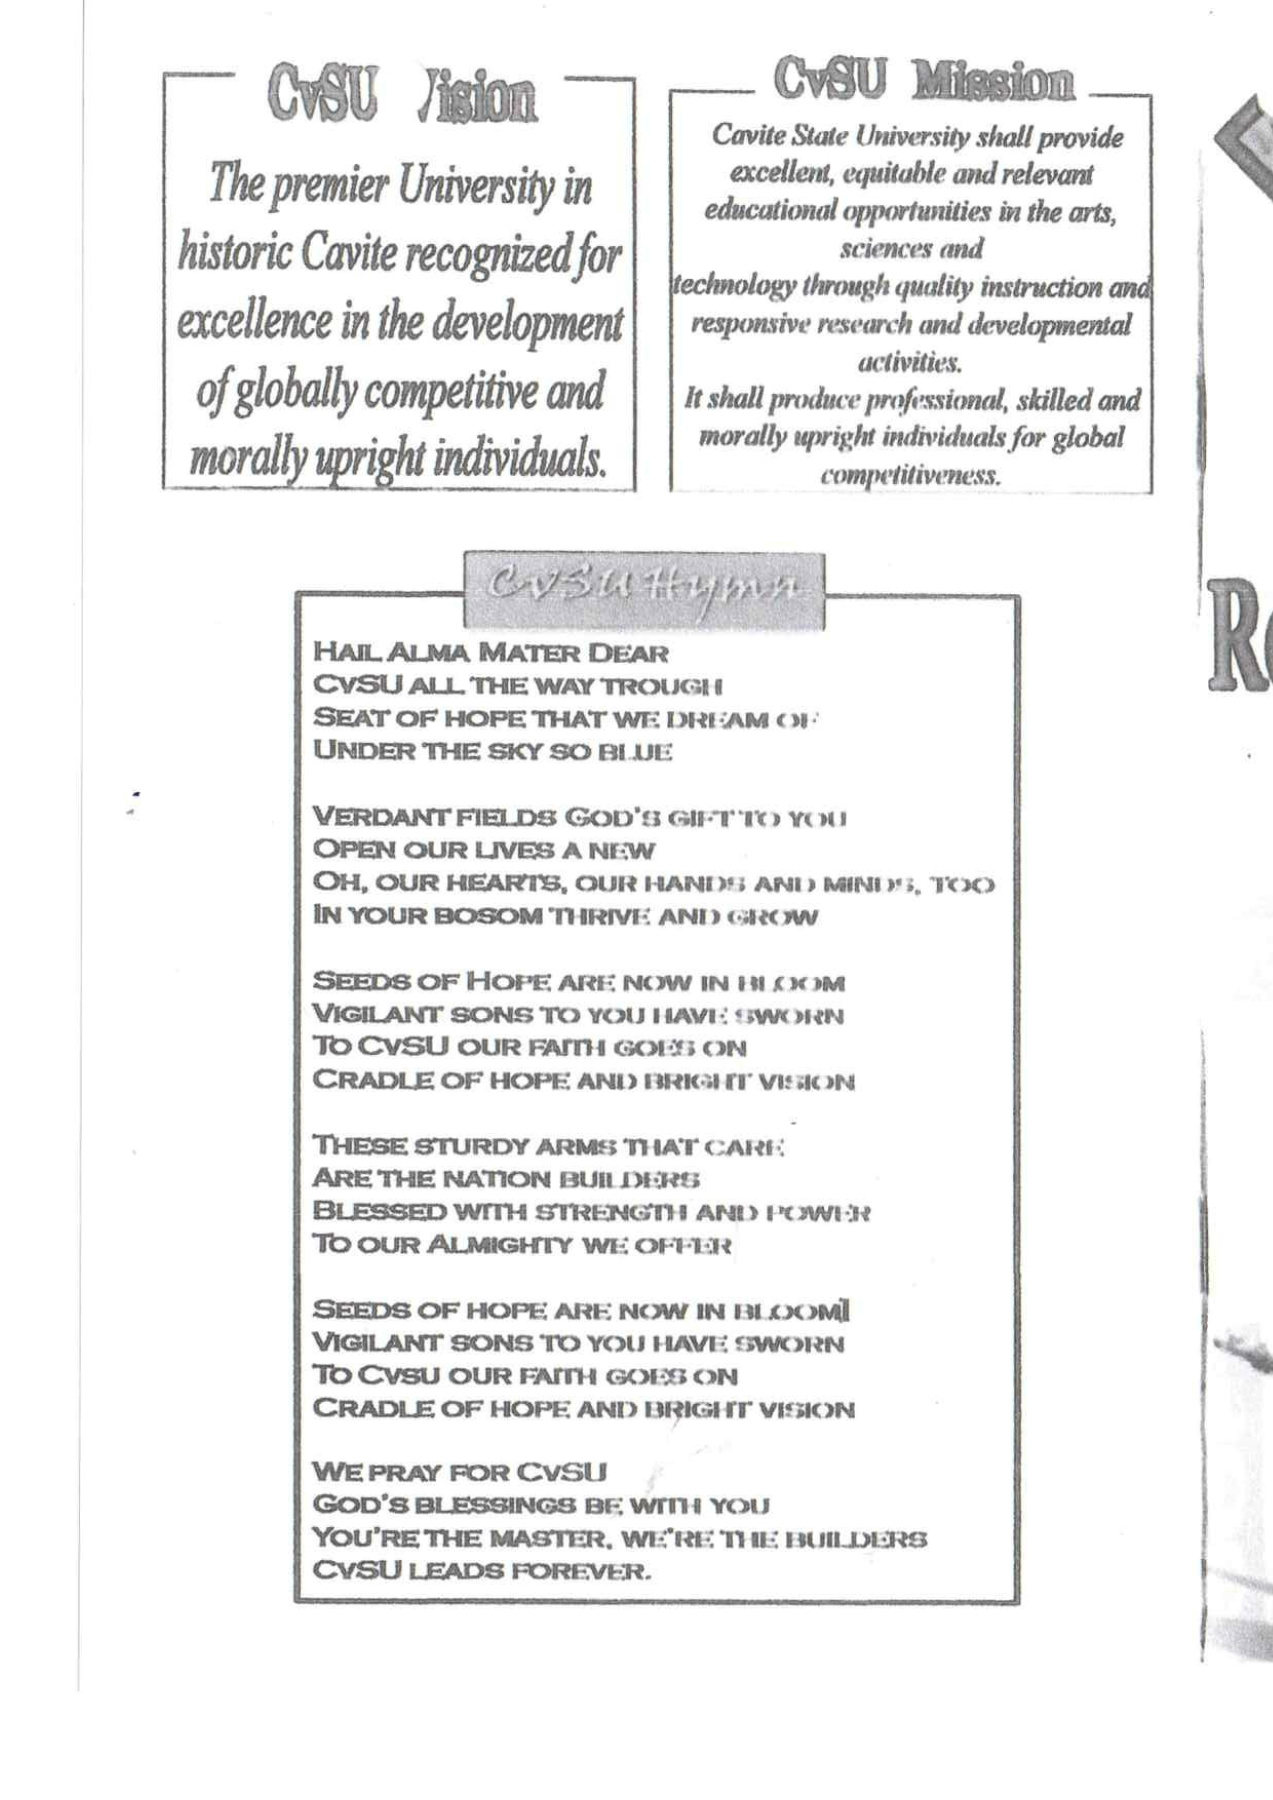 CvSU Vision
The premier University in
historic Cavite recognized for
excellence in the development
of globally competitive and
morally upright individuals.
CvSU Mission
Cavite State University shall provide
excellent, equitable and relevant
educational opportunities in the arts,
sciences and
technology through quality instruction and
responsive research and developmental
activities.
It shall produce professional, skilled and
morally upright individuals for global
competitiveness.
CvSU Hymn
HAIL ALMA MATER DEAR
CVSU ALL THE WAY TROUGH
SEAT OF HOPE THAT WE DREAM OF
UNDER THE SKY SO BLUE
VERDANT FIELDS GOD'S GIFT TO YOU
OPEN OUR LIVES A NEW
OH, OUR HEARTS, OUR HANDS AND MINDS, TOO
IN YOUR BOSOM THRIVE AND GROW
SEEDS OF HOPE ARE NOW IN BLOOM
VIGILANT SONS TO YOU HAVE SWORN
TO CVSU OUR FAITH GOES ON
CRADLE OF HOPE AND BRIGHT VISION
THESE STURDY ARMS THAT CARE
ARE THE NATION BUILDERS
BLESSED WITH STRENGTH AND POWER
TO OUR ALMIGHTY WE OFFER
SEEDS OF HOPE ARE NOW IN BLOOM
VIGILANT SONS TO YOU HAVE SWORN
TO CVSU OUR FAITH GOES ON
CRADLE OF HOPE AND BRIGHT VISION
WE PRAY FOR CVSU
GOD'S BLESSINGS BE WITH YOU
YOU'RE THE MASTER, WE'RE THE BUILDERS
CVSU LEADS FOREVER.